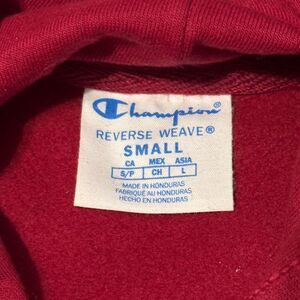 Champion®
REVERSE WEAVE®
SMALL
CA MEX ASIA
S/P CH L
MADE IN HONDURAS
FABRIQUÉ AU HONDURAS
HECHO EN HONDURAS